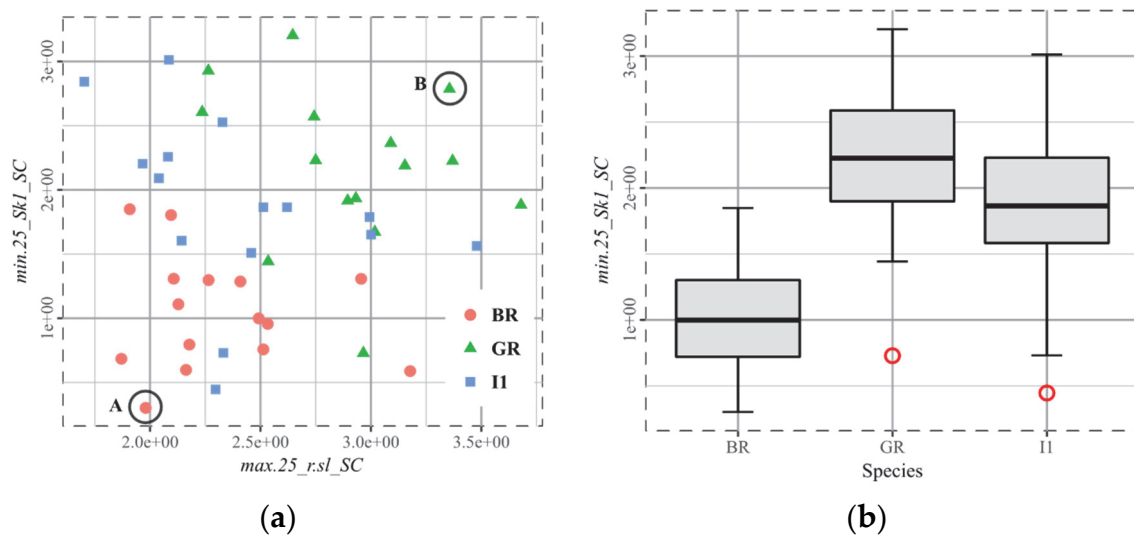 3e+00
2e+00
1e+00
min.25_Sk1_SC
B
A
BR
GR
I1
2.0e+00 2.5e+00 3.0e+00 3.5e+00
max.25_r.sl_SC
(a)
3e+00
2e+00
1e+00
min.25_Sk1_SC
BR GR I1
Species
(b)